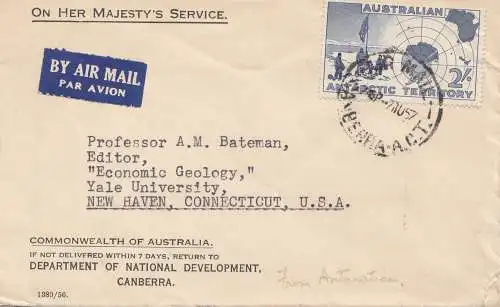 ON HER MAJESTY'S SERVICE.
BY AIR MAIL
PAR AVION
AUSTRALIAN
2/-
ANTARCTIC TERRITORY
CANBERRA-A.C.T.
Professor A.M. Bateman,
Editor,
"Economic Geology,"
Yale University,
NEW HAVEN, CONNECTICUT, U.S.A.
COMMONWEALTH OF AUSTRALIA.
IF NOT DELIVERED WITHIN 7 DAYS, RETURN TO
DEPARTMENT OF NATIONAL DEVELOPMENT,
CANBERRA.
1389/56.
From